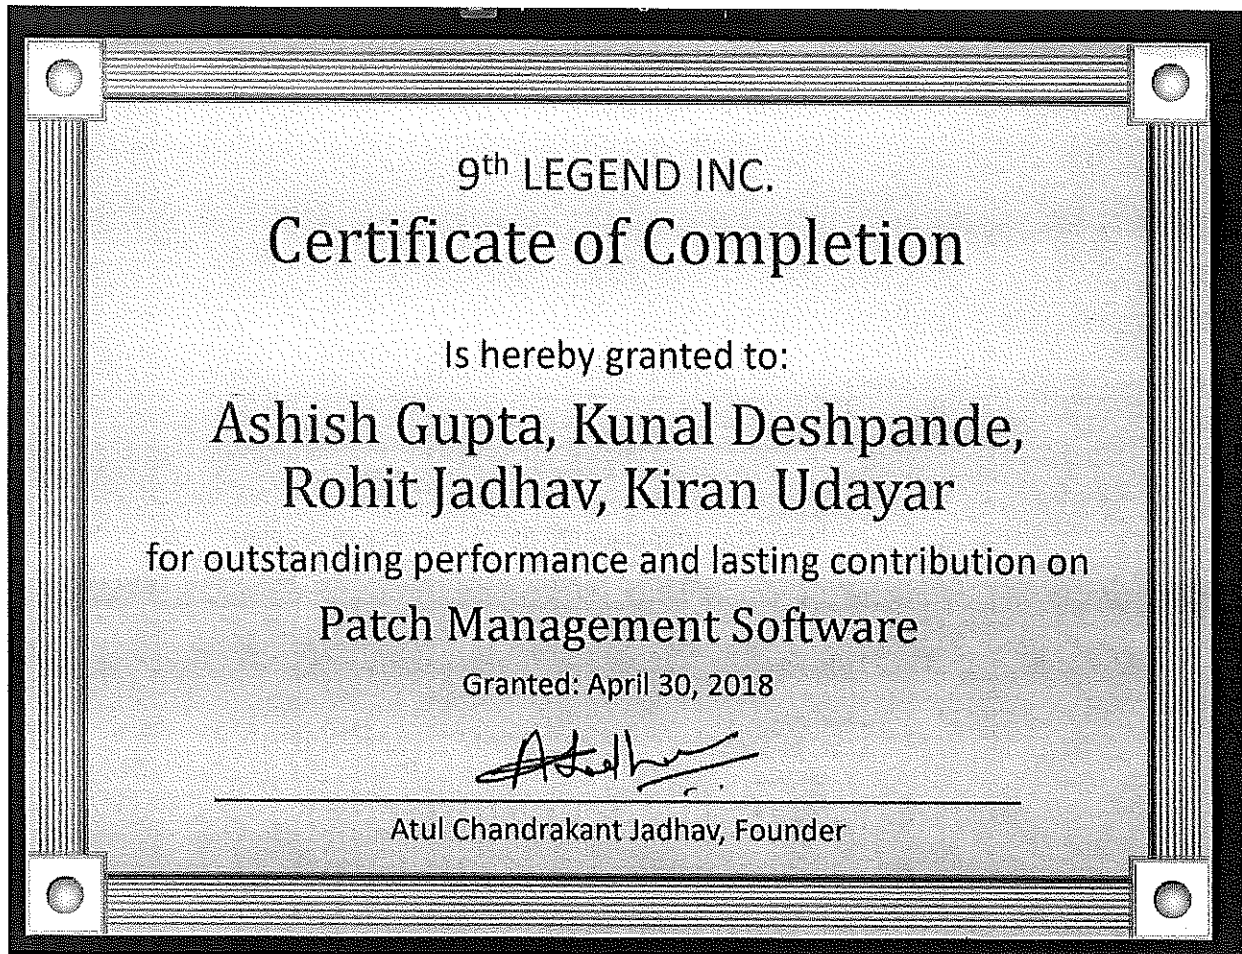 9th LEGEND INC.
Certificate of Completion
Is hereby granted to:
Ashish Gupta, Kunal Deshpande,
Rohit Jadhav, Kiran Udayar
for outstanding performance and lasting contribution on
Patch Management Software
Granted: April 30, 2018
Atul Chandrakant Jadhav, Founder